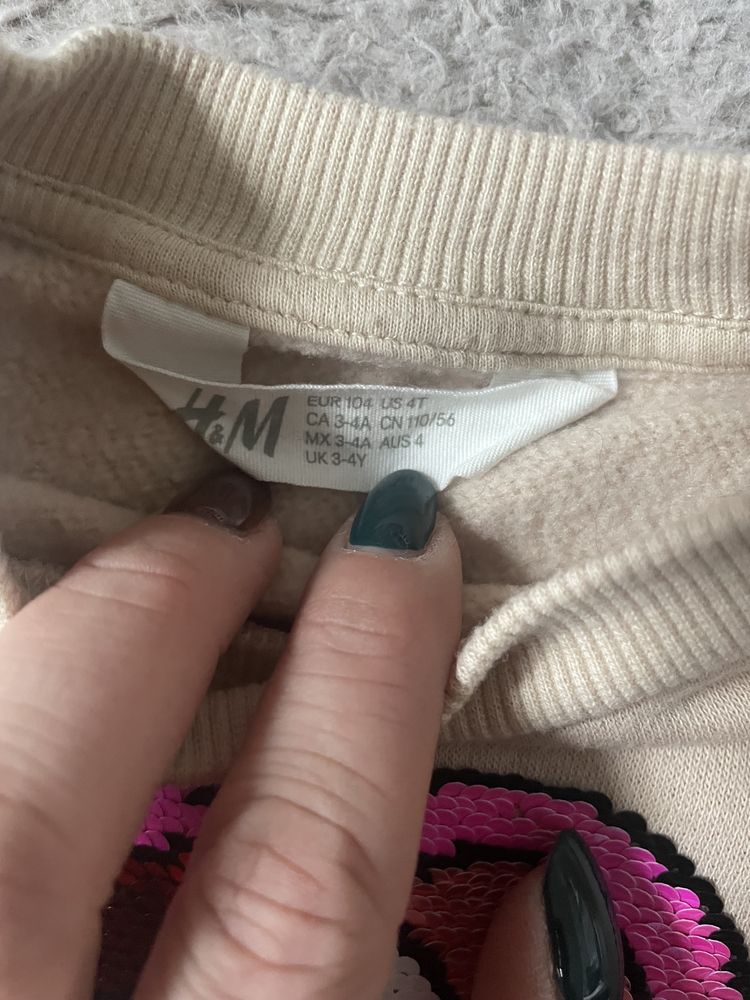 H&M
EUR 104 US 4T
CA 3-4A CN 110/56
MX 3-4A AUS 4
UK 3-4Y